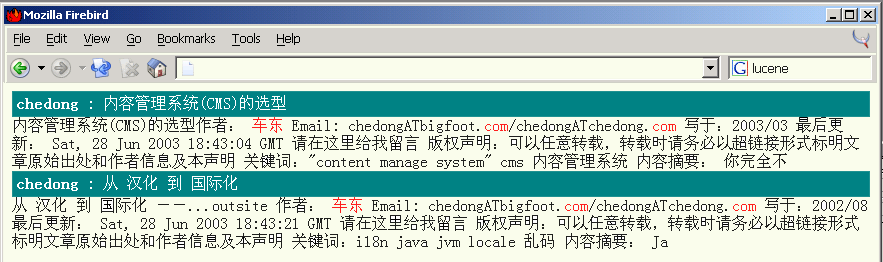 Mozilla Firebird
File Edit View Go Bookmarks Tools Help
lucene
chedong : 内容管理系统(CMS)的选型
内容管理系统(CMS)的选型作者： 车东 Email: chedongATbigfoot.com/chedongATchedong.com 写于：2003/03 最后更
新： Sat, 28 Jun 2003 18:43:04 GMT 请在这里给我留言 版权声明：可以任意转载，转载时请务必以超链接形式标明文
章原始出处和作者信息及本声明 关键词："content manage system" cms 内容管理系统 内容摘要： 你完全不
chedong : 从 汉化 到 国际化
从 汉化 到 国际化 －－...outsite 作者： 车东 Email: chedongATbigfoot.com/chedongATchedong.com 写于：2002/08
最后更新： Sat, 28 Jun 2003 18:43:21 GMT 请在这里给我留言 版权声明：可以任意转载，转载时请务必以超链接形式
标明文章原始出处和作者信息及本声明 关键词：i18n java jvm locale 乱码 内容摘要： Ja